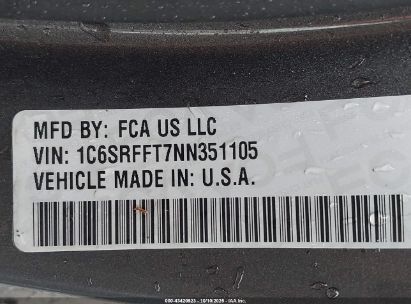 MFD BY: FCA US LLC
VIN: 1C6SRFFT7NN351105
VEHICLE MADE IN: U.S.A.